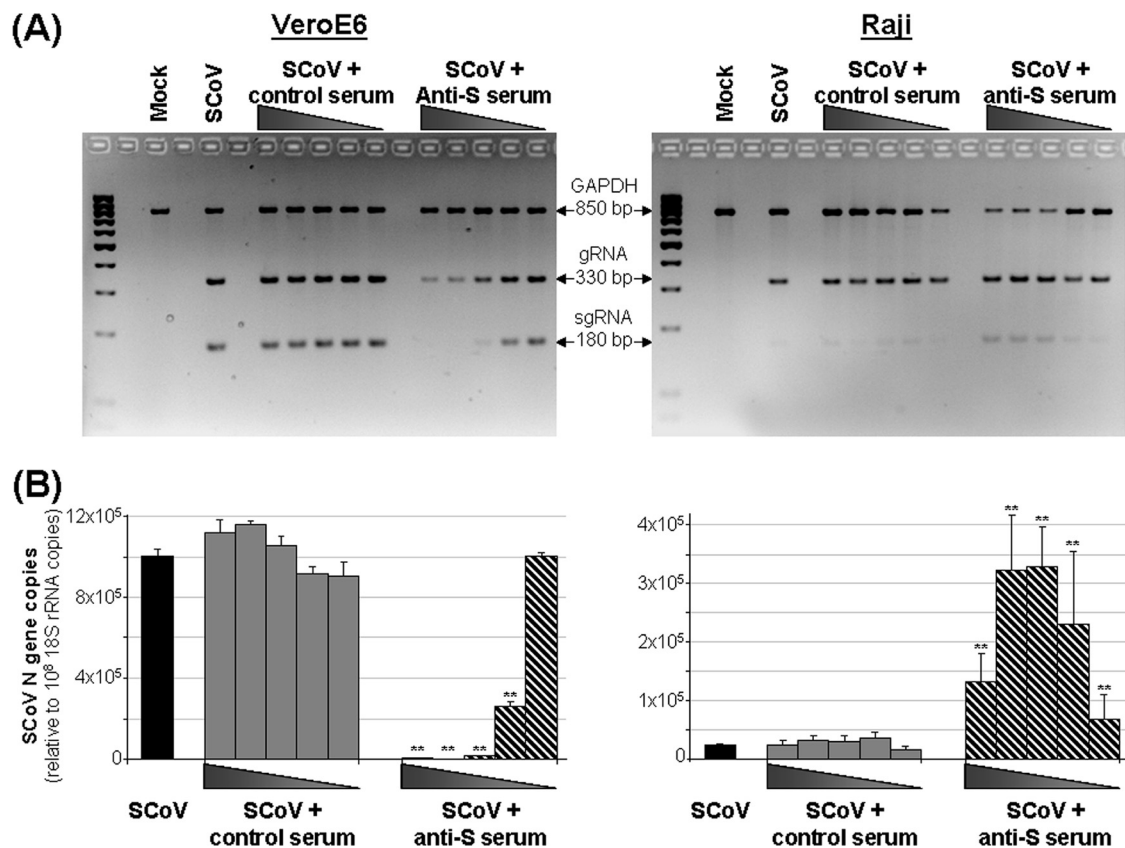 (A)
VeroE6
Raji
Mock
SCoV
SCoV +
control serum
SCoV +
Anti-S serum
Mock
SCoV
SCoV +
control serum
SCoV +
anti-S serum
GAPDH
850 bp
gRNA
330 bp
sgRNA
180 bp
(B)
SCoV N gene copies
(relative to 10⁸ 18S rRNA copies)
12x10⁵
8x10⁵
4x10⁵
0
** ** ** **
SCoV
SCoV +
control serum
SCoV +
anti-S serum
4x10⁵
3x10⁵
2x10⁵
1x10⁵
0
** ** ** ** **
SCoV
SCoV +
control serum
SCoV +
anti-S serum